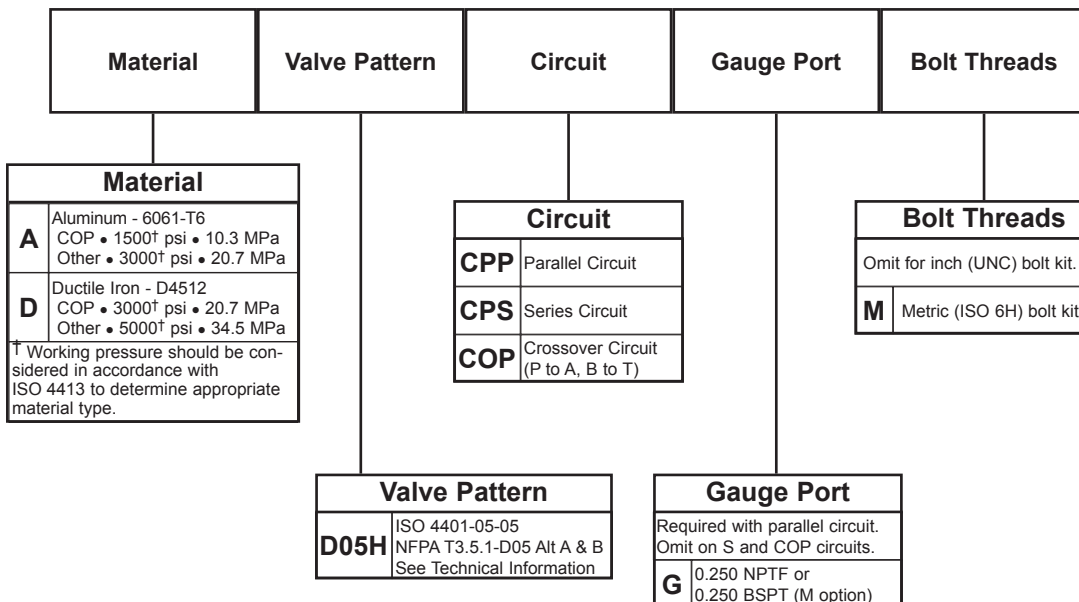 Material Valve Pattern Circuit Gauge Port Bolt Threads
Material
A
Aluminum - 6061-T6
COP • 1500† psi • 10.3 MPa
Other • 3000† psi • 20.7 MPa
D
Ductile Iron - D4512
COP • 3000† psi • 20.7 MPa
Other • 5000† psi • 34.5 MPa
† Working pressure should be con-
sidered in accordance with
ISO 4413 to determine appropriate
material type.
Circuit
CPP Parallel Circuit
CPS Series Circuit
COP Crossover Circuit
(P to A, B to T)
Bolt Threads
Omit for inch (UNC) bolt kit.
M Metric (ISO 6H) bolt kit
Valve Pattern
D05H
ISO 4401-05-05
NFPA T3.5.1-D05 Alt A & B
See Technical Information
Gauge Port
Required with parallel circuit.
Omit on S and COP circuits.
G
0.250 NPTF or
0.250 BSPT (M option)